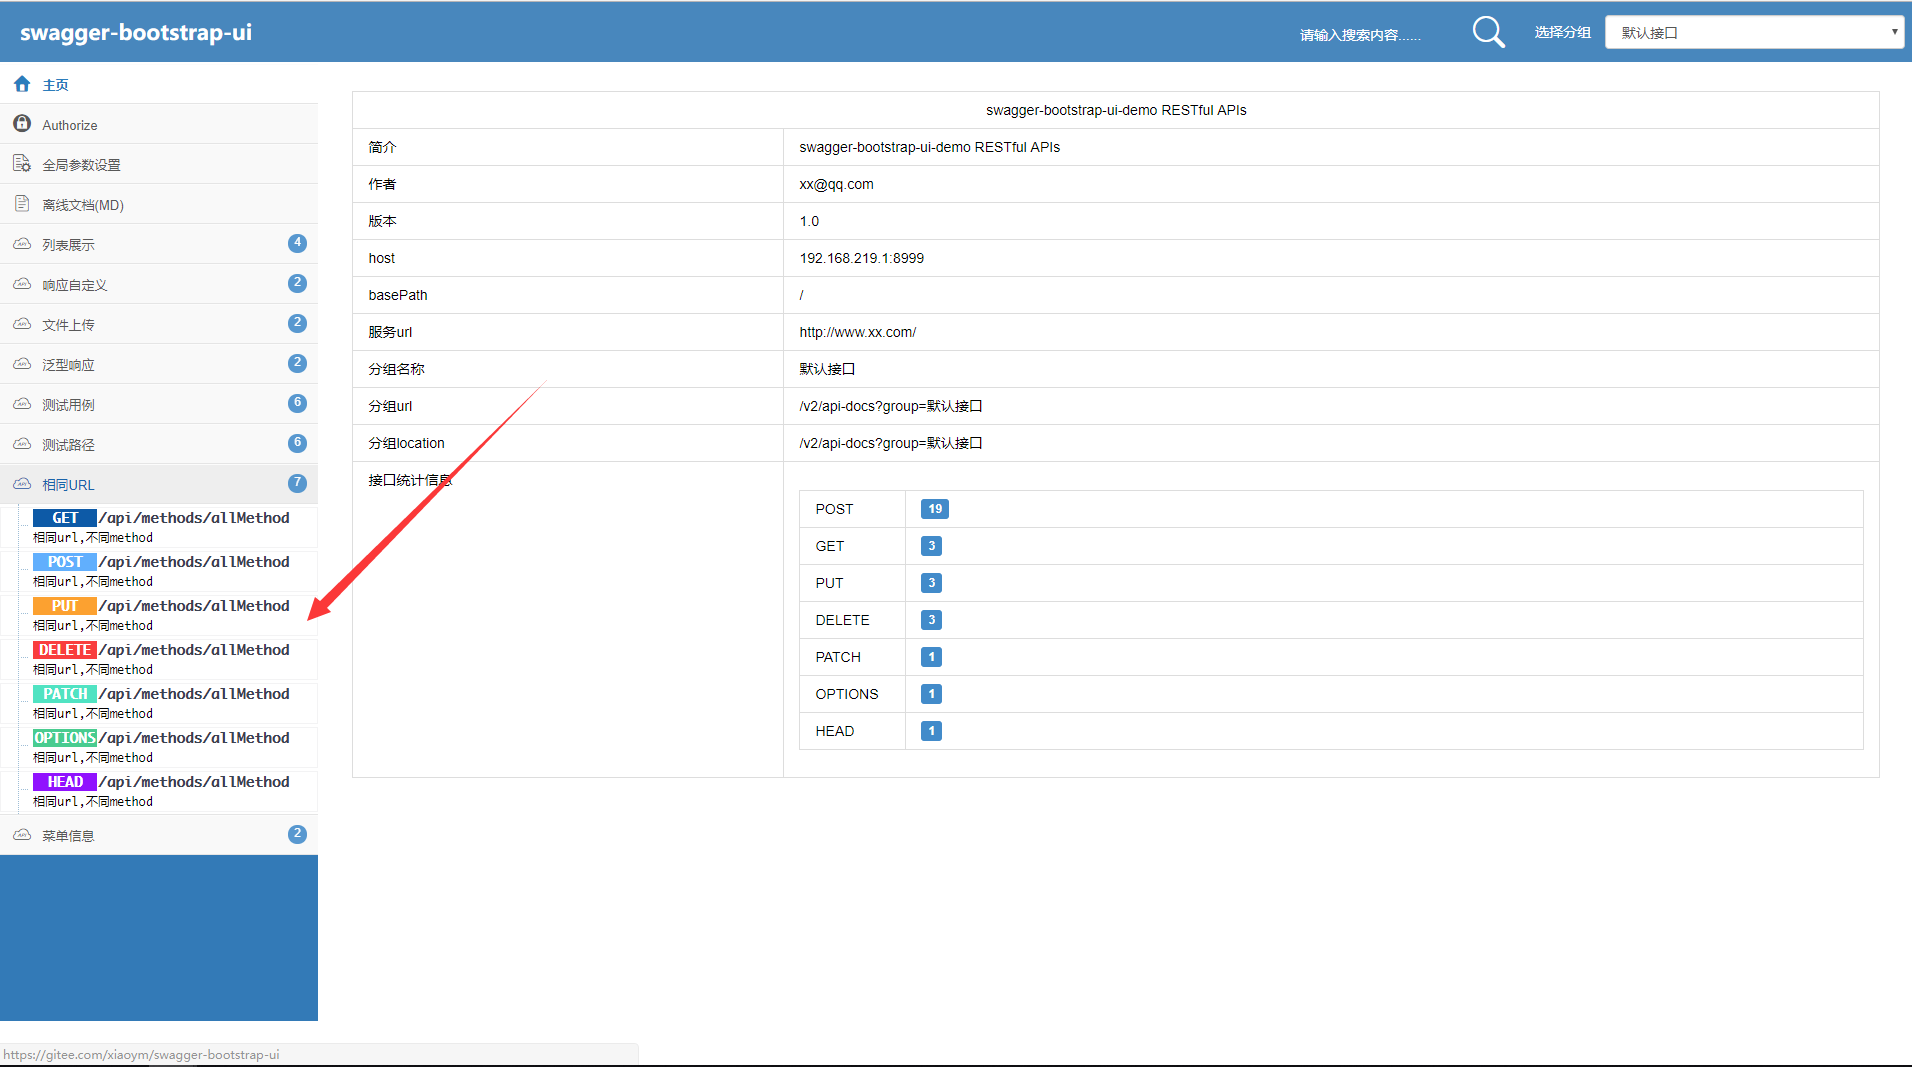 swagger-bootstrap-ui
请输入搜索内容......
选择分组
默认接口
主页
Authorize
全局参数设置
离线文档(MD)
列表展示 4
响应自定义 2
文件上传 2
泛型响应 2
测试用例 6
测试路径 6
相同URL 7
GET /api/methods/allMethod
相同url,不同method
POST /api/methods/allMethod
相同url,不同method
PUT /api/methods/allMethod
相同url,不同method
DELETE /api/methods/allMethod
相同url,不同method
PATCH /api/methods/allMethod
相同url,不同method
OPTIONS /api/methods/allMethod
相同url,不同method
HEAD /api/methods/allMethod
相同url,不同method
菜单信息 2
swagger-bootstrap-ui-demo RESTful APIs
简介 swagger-bootstrap-ui-demo RESTful APIs
作者 xx@qq.com
版本 1.0
host 192.168.219.1:8999
basePath /
服务url http://www.xx.com/
分组名称 默认接口
分组url /v2/api-docs?group=默认接口
分组location /v2/api-docs?group=默认接口
接口统计信息
POST 19
GET 3
PUT 3
DELETE 3
PATCH 1
OPTIONS 1
HEAD 1
https://gitee.com/xiaoym/swagger-bootstrap-ui